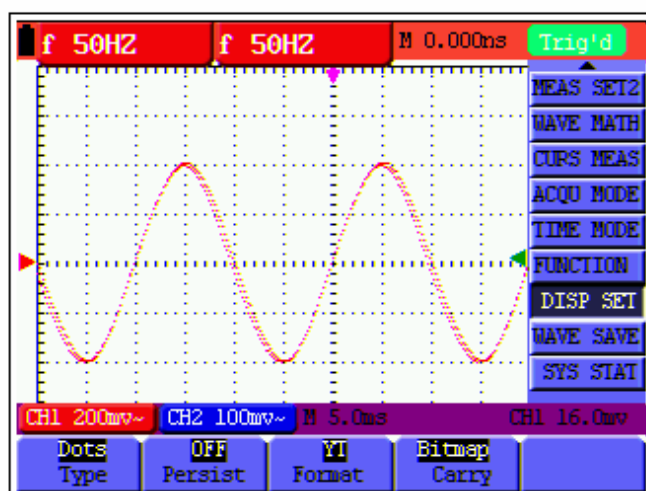 f 50HZ f 50HZ M 0.000ns Trig'd
MEAS SET2
WAVE MATH
CURS MEAS
ACQU MODE
TIME MODE
FUNCTION
DISP SET
WAVE SAVE
SYS STAT
CH1 200mv~ CH2 100mv~ M 5.0ms CH1 16.0mv
Dots OFF YT Bitmap
Type Persist Format Carry